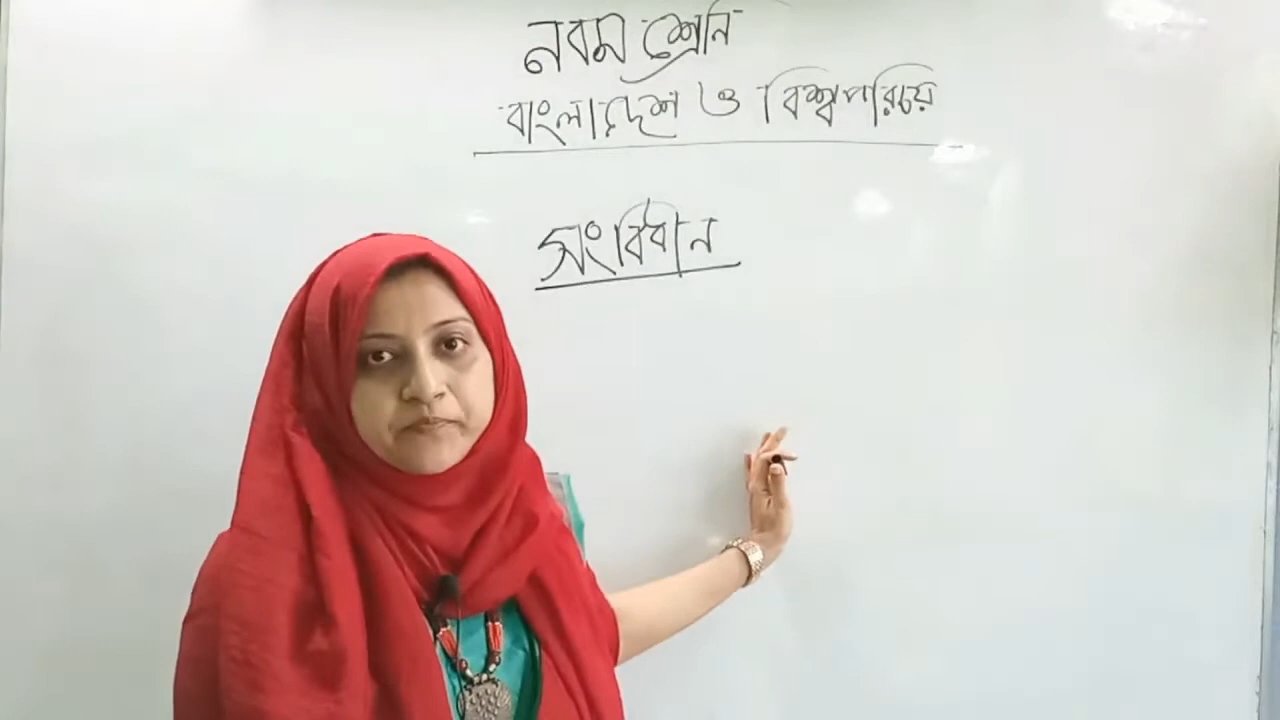 নবম শ্রেনি
বাংলাদেশ ও বিশ্বপরিচয়
সংবিধান